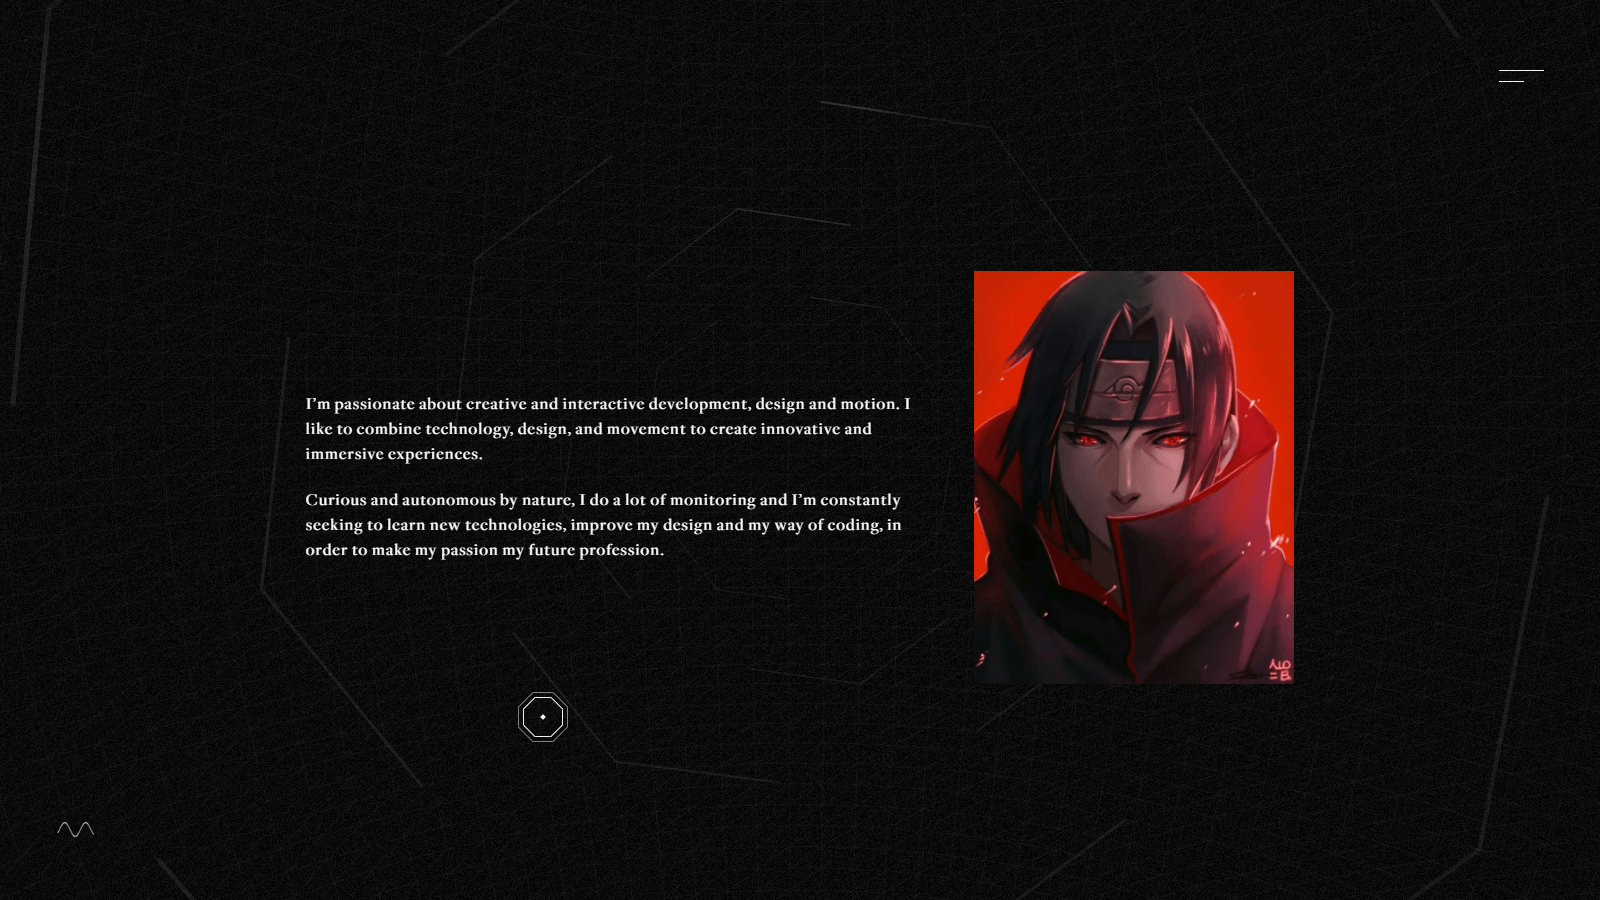 I’m passionate about creative and interactive development, design and motion. I
like to combine technology, design, and movement to create innovative and
immersive experiences.
Curious and autonomous by nature, I do a lot of monitoring and I’m constantly
seeking to learn new technologies, improve my design and my way of coding, in
order to make my passion my future profession.